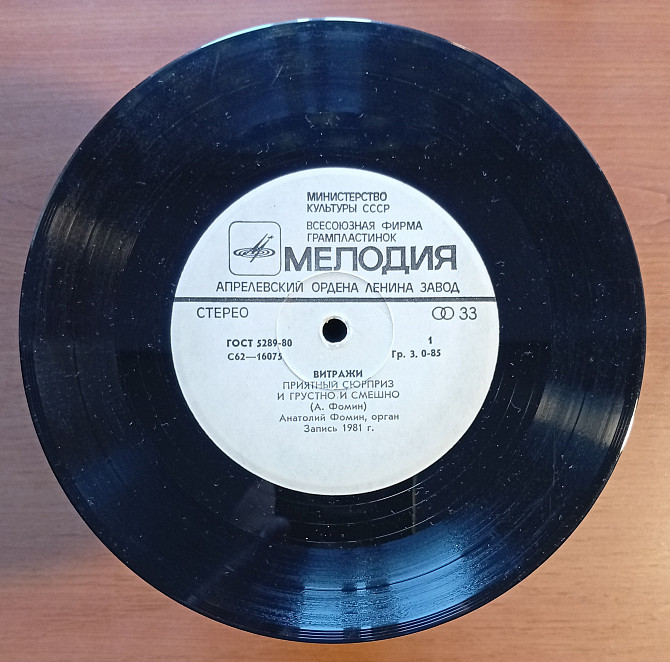 МИНИСТЕРСТВО
КУЛЬТУРЫ СССР
ВСЕСОЮЗНАЯ ФИРМА
ГРАМПЛАСТИНОК
МЕЛОДИЯ
АПРЕЛЕВСКИЙ ОРДЕНА ЛЕНИНА ЗАВОД
СТЕРЕО 33
ГОСТ 5289-80 1
С62—16075 Гр. 3. 0-85
ВИТРАЖИ
ПРИЯТНЫЙ СЮРПРИЗ
И ГРУСТНО И СМЕШНО
(А. Фомин)
Анатолий Фомин, орган
Запись 1981 г.